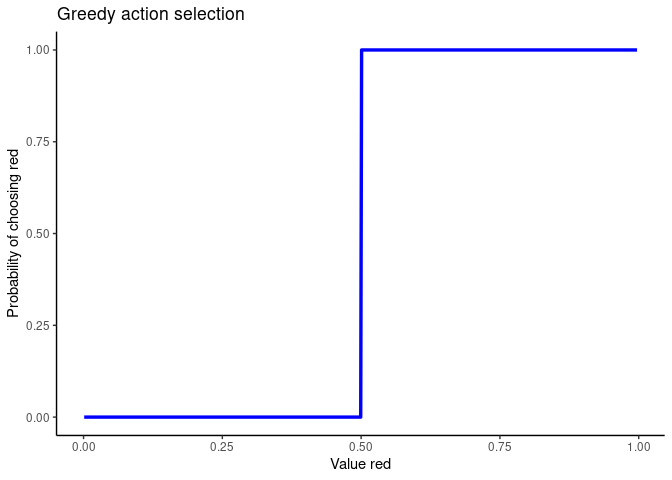 Greedy action selection
1.00
0.75
0.50
0.25
0.00
Probability of choosing red
0.00 0.25 0.50 0.75 1.00
Value red